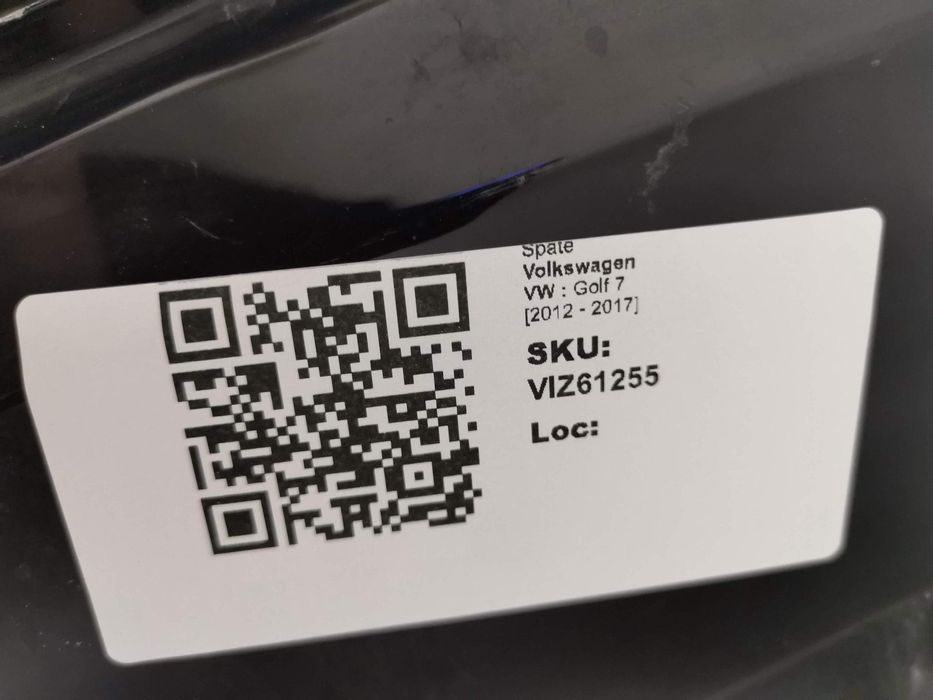 Spate
Volkswagen
VW : Golf 7
[2012 - 2017]
SKU:
VIZ61255
Loc: